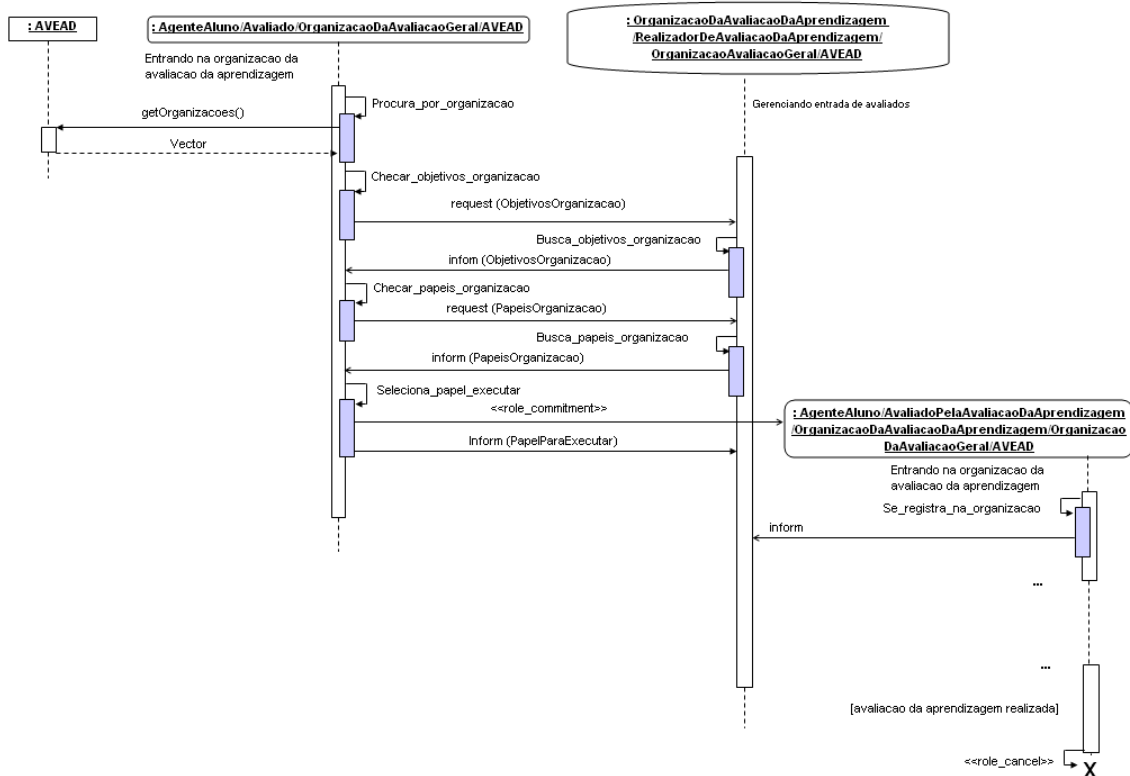 : AVEAD
: AgenteAluno/Avaliado/OrganizacaoDaAvaliacaoGeral/AVEAD
: OrganizacaoDaAvaliacaoDaAprendizagem
/RealizadorDeAvaliacaoDaAprendizagem/
OrganizacaoAvaliacaoGeral/AVEAD
Entrando na organizacao da
avaliacao da aprendizagem
Gerenciando entrada de avaliados
Procura_por_organizacao
getOrganizacoes()
Vector
Checar_objetivos_organizacao
request (ObjetivosOrganizacao)
Busca_objetivos_organizacao
infom (ObjetivosOrganizacao)
Checar_papeis_organizacao
request (PapeisOrganizacao)
Busca_papeis_organizacao
inform (PapeisOrganizacao)
Seleciona_papel_executar
<<role_commitment>>
: AgenteAluno/AvaliadoPelaAvaliacaoDaAprendizagem
/OrganizacaoDaAvaliacaoDaAprendizagem/Organizacao
DaAvaliacaoGeral/AVEAD
Inform (PapelParaExecutar)
Entrando na organizacao da
avaliacao da aprendizagem
Se_registra_na_organizacao
inform
...
...
[avaliacao da aprendizagem realizada]
<<role_cancel>>
X